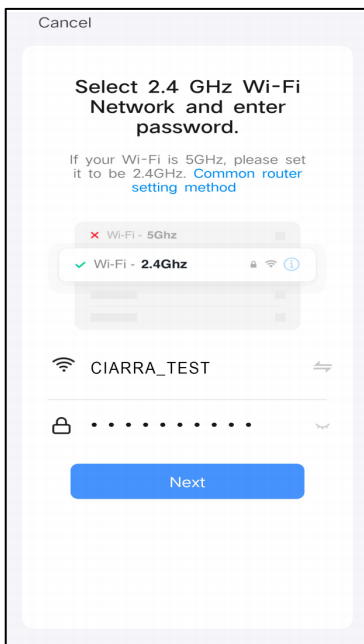 Cancel
Select 2.4 GHz Wi-Fi
Network and enter
password.
If your Wi-Fi is 5GHz, please set
it to be 2.4GHz. Common router
setting method
Wi-Fi - 5Ghz
Wi-Fi - 2.4Ghz
CIARRA_TEST
Next